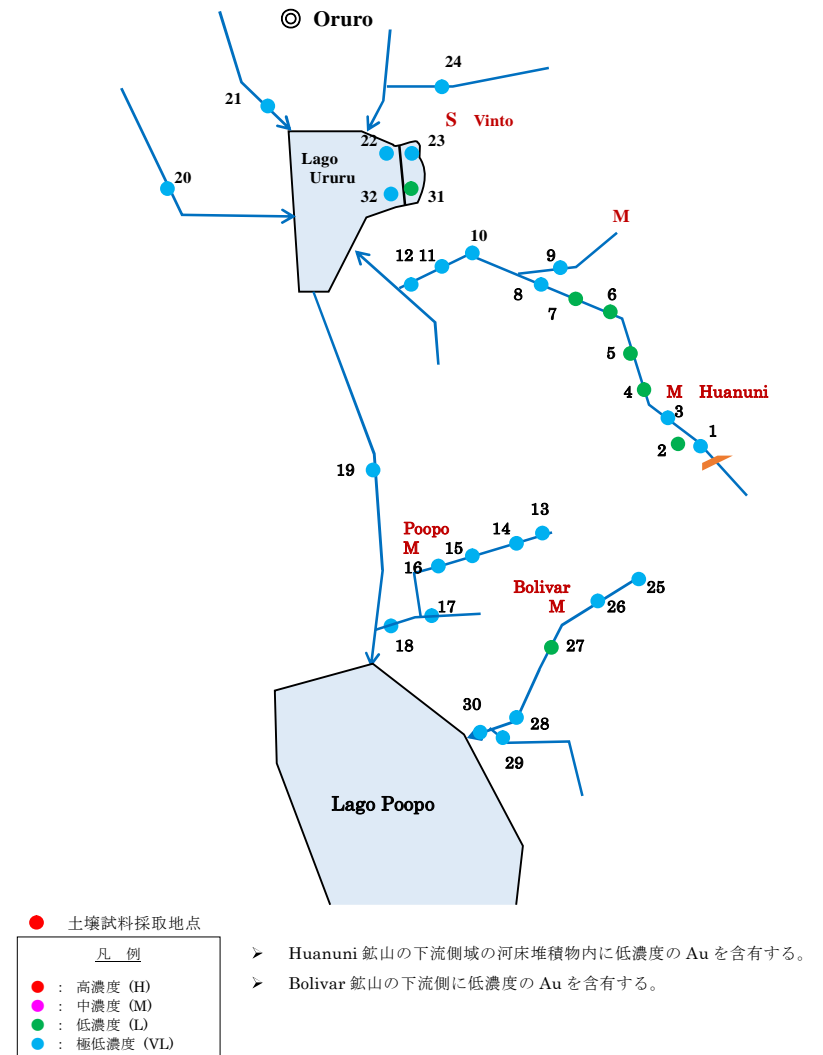 ◎ Oruro
24
21
S Vinto
22
23
Lago
Ururu
20
32
31
M
10
12
11
9
8
7
6
5
4
M Huanuni
3
1
2
19
13
Poopo
M
14
15
16
Bolivar
M
25
26
17
18
27
30
28
29
Lago Poopo
● 土壌試料採取地点
凡 例
● : 高濃度 (H)
● : 中濃度 (M)
● : 低濃度 (L)
● : 極低濃度 (VL)
➢ Huanuni 鉱山の下流側域の河床堆積物内に低濃度の Au を含有する。
➢ Bolivar 鉱山の下流側に低濃度の Au を含有する。